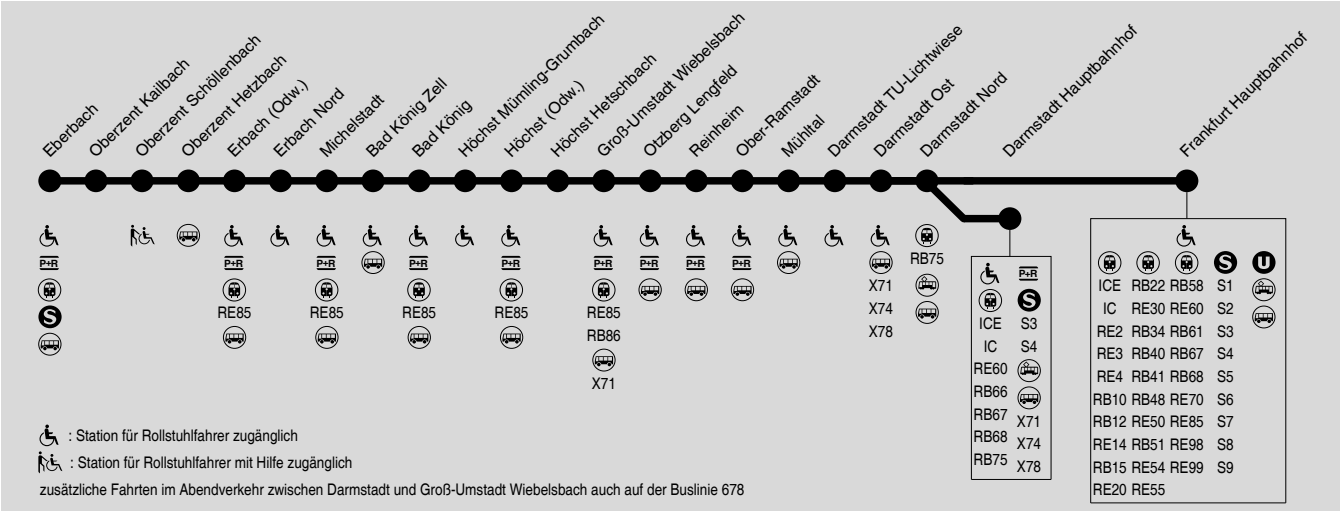 Eberbach
Oberzent Kailbach
Oberzent Schöllenbach
Oberzent Hetzbach
Erbach (Odw.)
Erbach Nord
Michelstadt
Bad König Zell
Bad König
Höchst Mümling-Grumbach
Höchst (Odw.)
Höchst Hetschbach
Groß-Umstadt Wiebelsbach
Otzberg Lengfeld
Reinheim
Ober-Ramstadt
Mühltal
Darmstadt TU-Lichtwiese
Darmstadt Ost
Darmstadt Nord
Darmstadt Hauptbahnhof
Frankfurt Hauptbahnhof
P+R
S
P+R
RE85
P+R
RE85
P+R
RE85
P+R
RE85
P+R
RE85
RB86
X71
P+R
P+R
P+R
X71
X74
X78
RB75
P+R
S
ICE S3
IC S4
RE60
RB66
RB67 X71
RB68 X74
RB75 X78
S U
ICE RB22 RB58 S1
IC RE30 RE60 S2
RE2 RB34 RB61 S3
RE3 RB40 RB67 S4
RE4 RB41 RB68 S5
RB10 RB48 RE70 S6
RB12 RE50 RE85 S7
RE14 RB51 RE98 S8
RB15 RE54 RE99 S9
RE20 RE55
: Station für Rollstuhlfahrer zugänglich
: Station für Rollstuhlfahrer mit Hilfe zugänglich
zusätzliche Fahrten im Abendverkehr zwischen Darmstadt und Groß-Umstadt Wiebelsbach auch auf der Buslinie 678